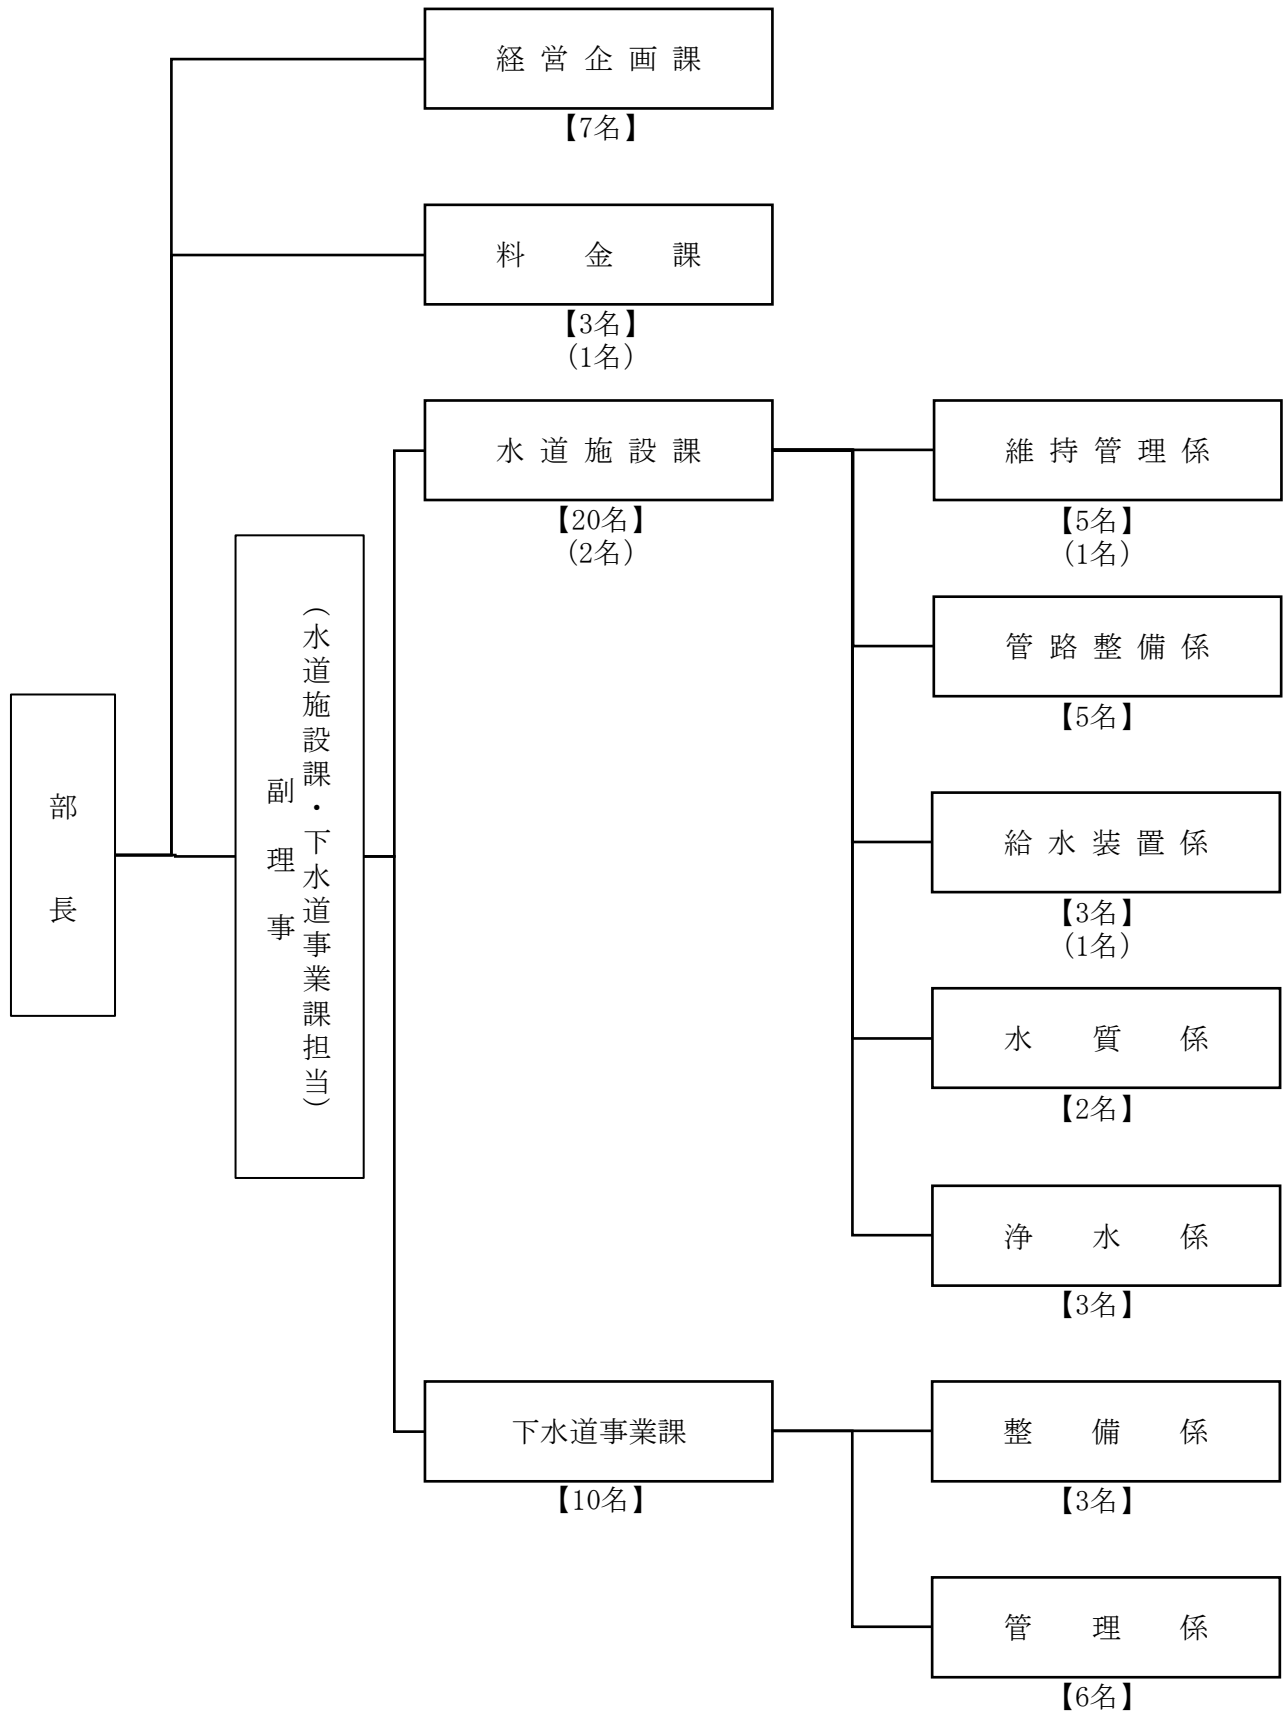 経営企画課
【7名】
料金課
【3名】
(1名)
水道施設課
【20名】
(2名)
維持管理係
【5名】
(1名)
管路整備係
【5名】
部長
副理事
(水道施設課・下水道事業課担当)
給水装置係
【3名】
(1名)
水質係
【2名】
浄水係
【3名】
下水道事業課
【10名】
整備係
【3名】
管理係
【6名】